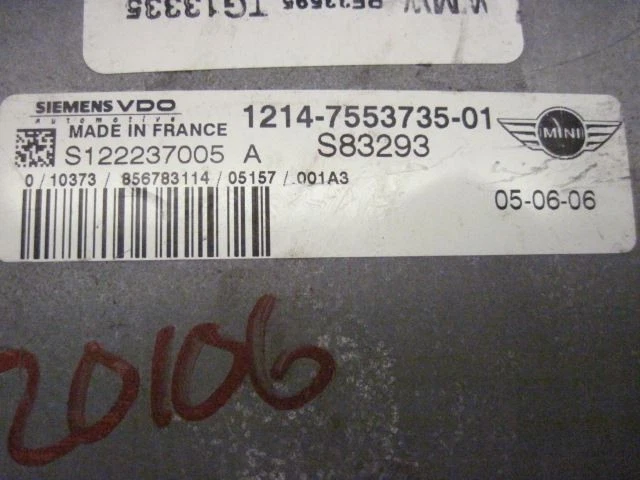 TG13335
SIEMENS VDO
Automotive
MADE IN FRANCE
1214-7553735-01
MINI
S122237005 A
S83293
0/10373/856783114/05157/001A3
05-06-06
20106